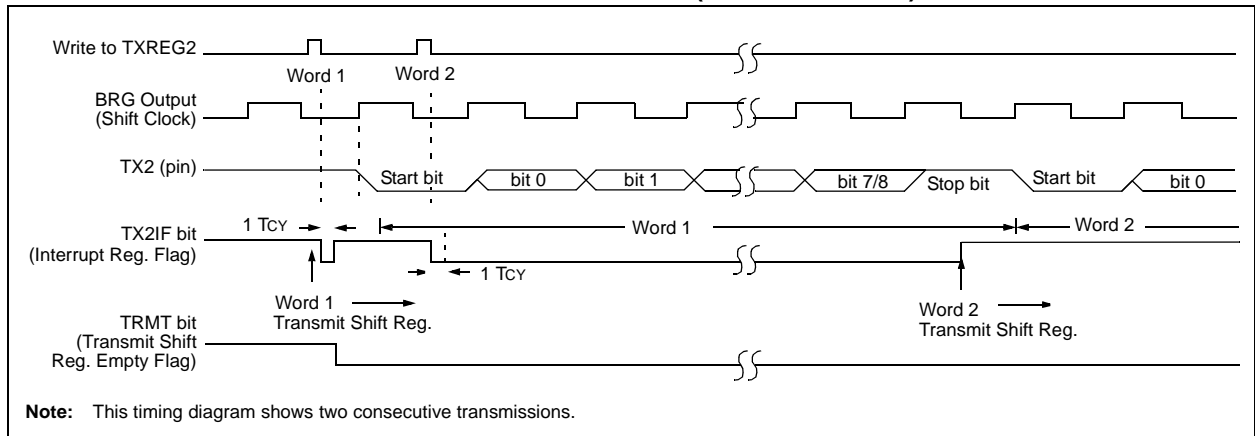 Write to TXREG2
Word 1
Word 2
BRG Output
(Shift Clock)
TX2 (pin)
Start bit
bit 0
bit 1
bit 7/8
Stop bit
Start bit
bit 0
1 TCY
Word 1
Word 2
TX2IF bit
(Interrupt Reg. Flag)
1 TCY
Word 1
Transmit Shift Reg.
Word 2
Transmit Shift Reg.
TRMT bit
(Transmit Shift
Reg. Empty Flag)
Note: This timing diagram shows two consecutive transmissions.